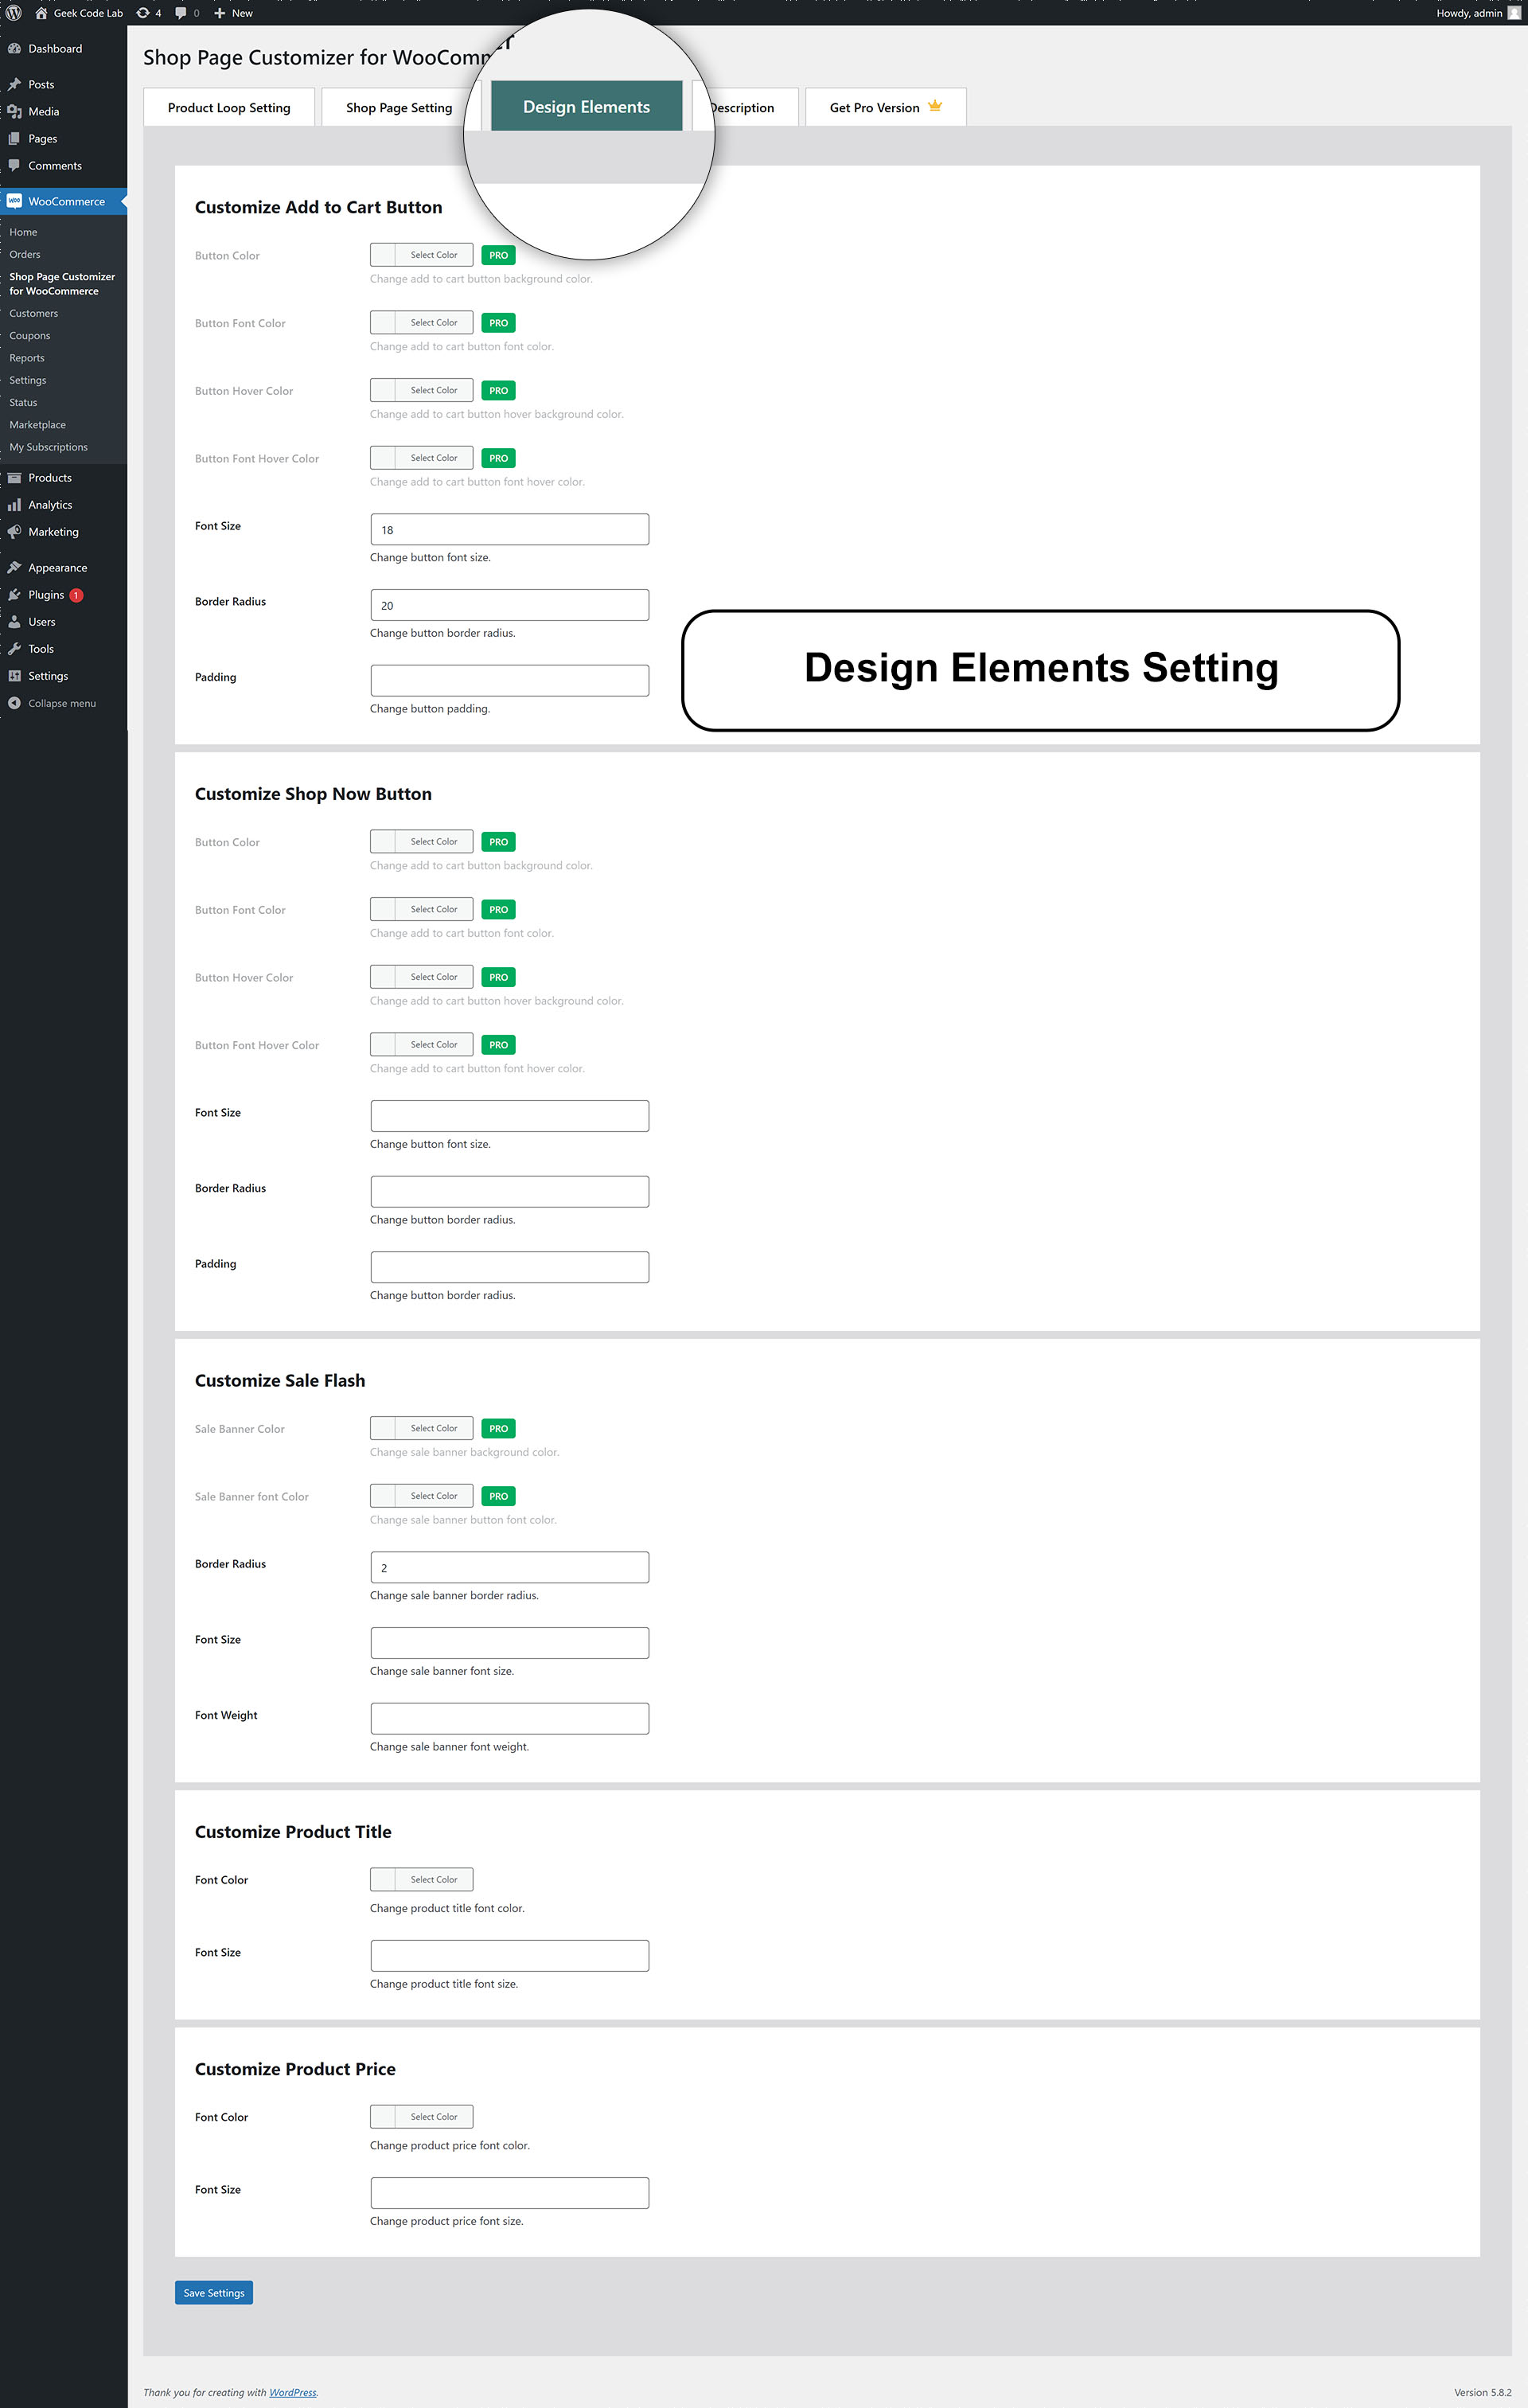 Geek Code Lab 4 0 New Howdy, admin
Dashboard
Posts
Media
Pages
Comments
WooCommerce
Home
Orders
Shop Page Customizer
for WooCommerce
Customers
Coupons
Reports
Settings
Status
Marketplace
My Subscriptions
Products
Analytics
Marketing
Appearance
Plugins 1
Users
Tools
Settings
Collapse menu
Shop Page Customizer for WooComm
Product Loop Setting Shop Page Setting Design Elements Description Get Pro Version
Customize Add to Cart Button
Button Color Select Color PRO
Change add to cart button background color.
Button Font Color Select Color PRO
Change add to cart button font color.
Button Hover Color Select Color PRO
Change add to cart button hover background color.
Button Font Hover Color Select Color PRO
Change add to cart button font hover color.
Font Size 18
Change button font size.
Border Radius 20
Change button border radius.
Padding
Change button padding.
Design Elements Setting
Customize Shop Now Button
Button Color Select Color PRO
Change add to cart button background color.
Button Font Color Select Color PRO
Change add to cart button font color.
Button Hover Color Select Color PRO
Change add to cart button hover background color.
Button Font Hover Color Select Color PRO
Change add to cart button font hover color.
Font Size
Change button font size.
Border Radius
Change button border radius.
Padding
Change button border radius.
Customize Sale Flash
Sale Banner Color Select Color PRO
Change sale banner background color.
Sale Banner font Color Select Color PRO
Change sale banner button font color.
Border Radius 2
Change sale banner border radius.
Font Size
Change sale banner font size.
Font Weight
Change sale banner font weight.
Customize Product Title
Font Color Select Color
Change product title font color.
Font Size
Change product title font size.
Customize Product Price
Font Color Select Color
Change product price font color.
Font Size
Change product price font size.
Save Settings
Thank you for creating with WordPress. Version 5.8.2